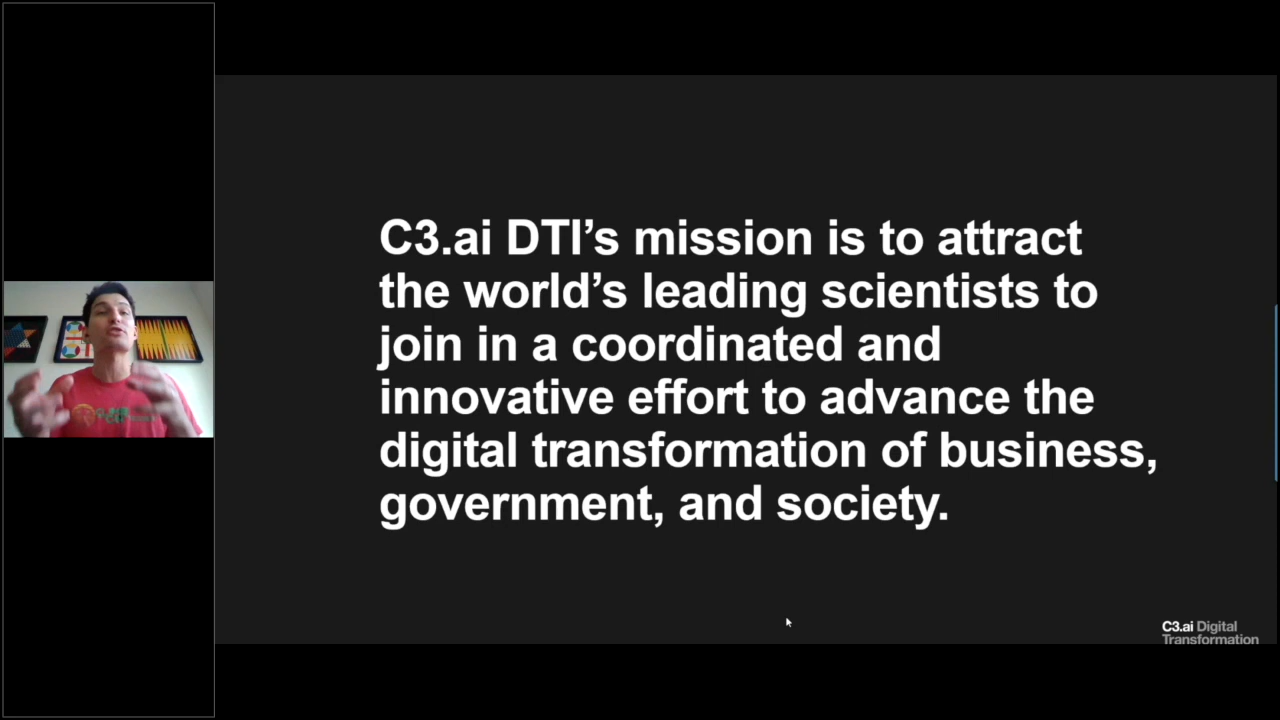 C3.ai DTI’s mission is to attract
the world’s leading scientists to
join in a coordinated and
innovative effort to advance the
digital transformation of business,
government, and society.
C3.ai Digital
Transformation